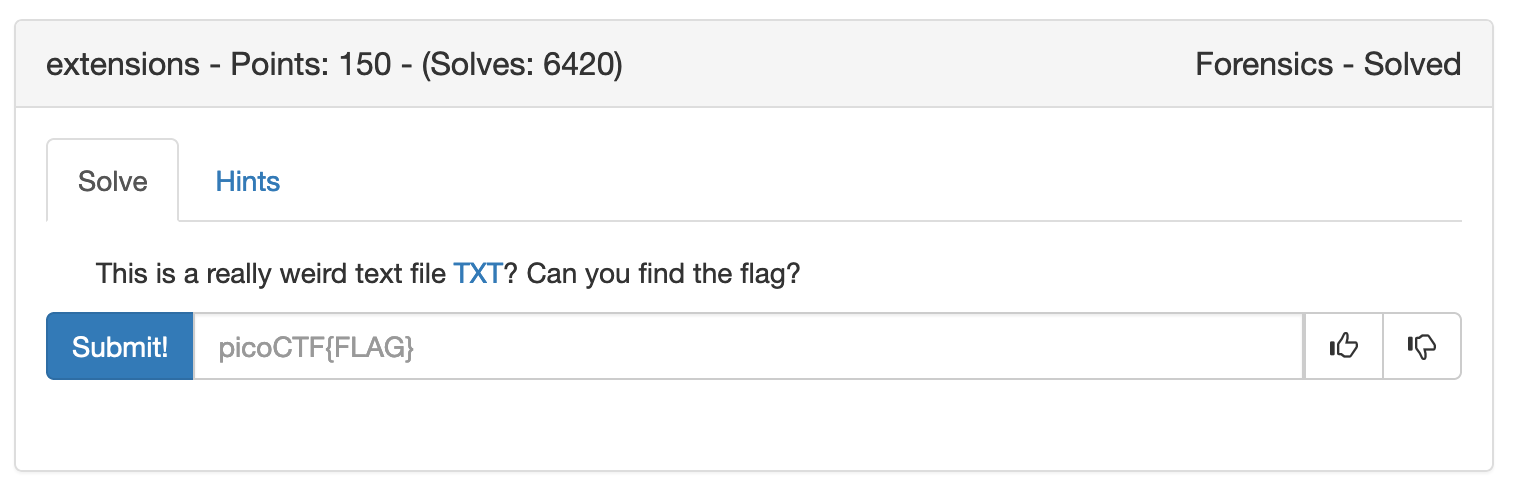 extensions - Points: 150 - (Solves: 6420)
Forensics - Solved
Solve
Hints
This is a really weird text file TXT? Can you find the flag?
Submit!
picoCTF{FLAG}